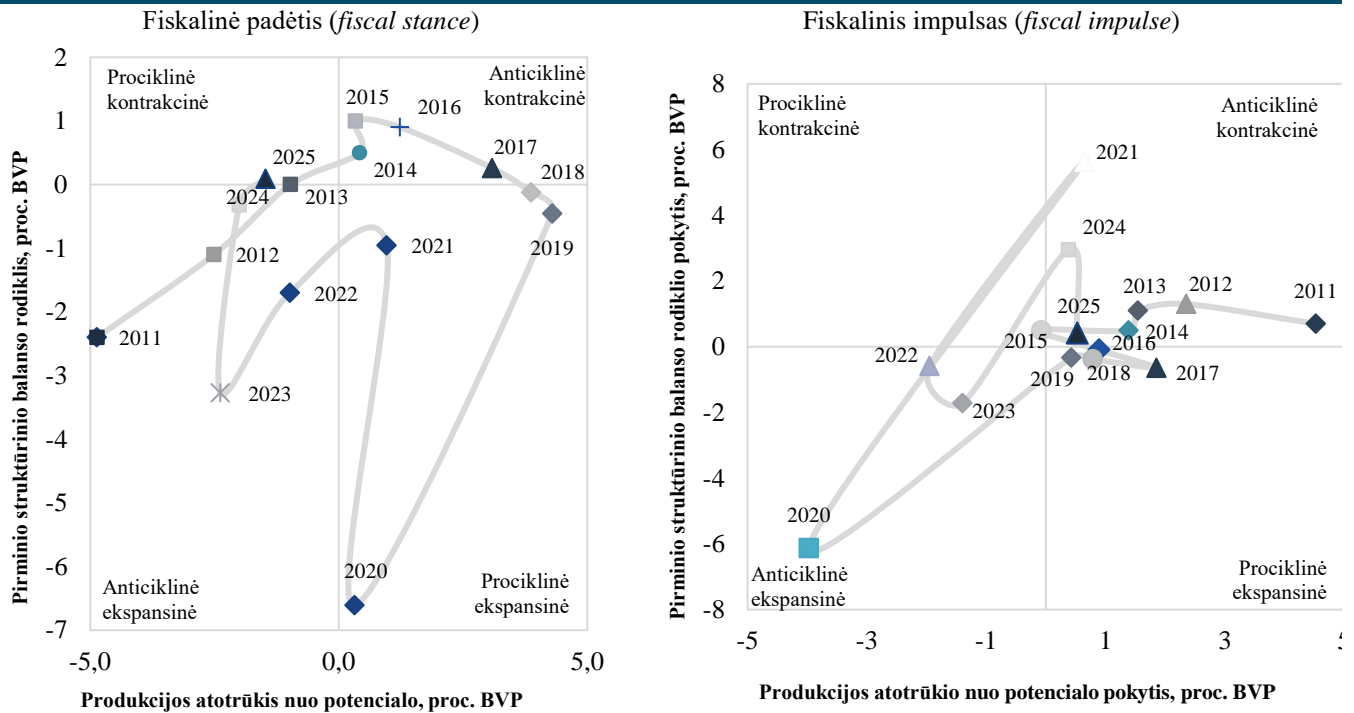 Fiskalinė padėtis (fiscal stance)
2
1
0
-1
-2
-3
-4
-5
-6
-7
-5,0
0,0
5,0
Pirminio struktūrinio balanso rodiklis, proc. BVP
Produkcijos atotrūkis nuo potencialo, proc. BVP
Prociklinė
kontrakcinė
Anticiklinė
kontrakcinė
Anticiklinė
ekspansinė
Prociklinė
ekspansinė
2015
2016
2017
2025
2014
2018
2024
2013
2012
2021
2019
2022
2011
2023
2020
Fiskalinis impulsas (fiscal impulse)
8
6
4
2
0
-2
-4
-6
-8
-5
-3
-1
1
3
Pirminio struktūrinio balanso rodiklio pokytis, proc. BVP
Produkcijos atotrūkio nuo potencialo pokytis, proc. BVP
Prociklinė
kontrakcinė
Anticiklinė
kontrakcinė
Anticiklinė
ekspansinė
Prociklinė
ekspansinė
2021
2024
2013
2012
2011
2025
2014
2015
2016
2022
2019
2018
2017
2023
2020